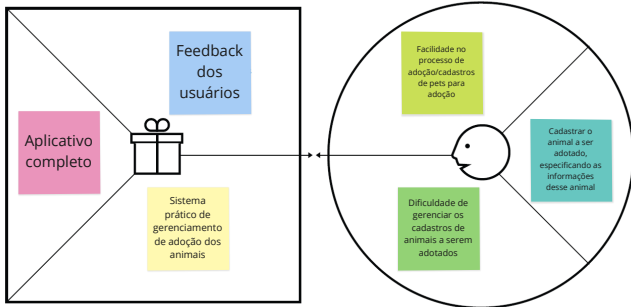 Feedback
dos
usuários
Aplicativo
completo
Sistema
prático de
gerenciamento
de adoção dos
animais
Facilidade no
processo de
adoção/cadastros
de pets para
adoção
Cadastrar o
animal a ser
adotado,
especificando as
informações
desse animal
Dificuldade de
gerenciar os
cadastros de
animais a serem
adotados